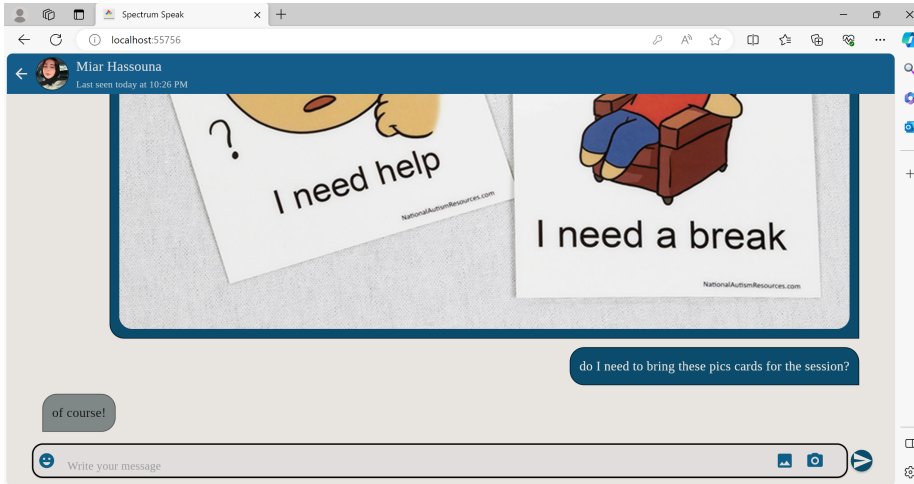 Spectrum Speak
localhost:55756
Miar Hassouna
Last seen today at 10:26 PM
?
I need help
NationalAutismResources.com
I need a break
NationalAutismResources.com
do I need to bring these pics cards for the session?
of course!
Write your message